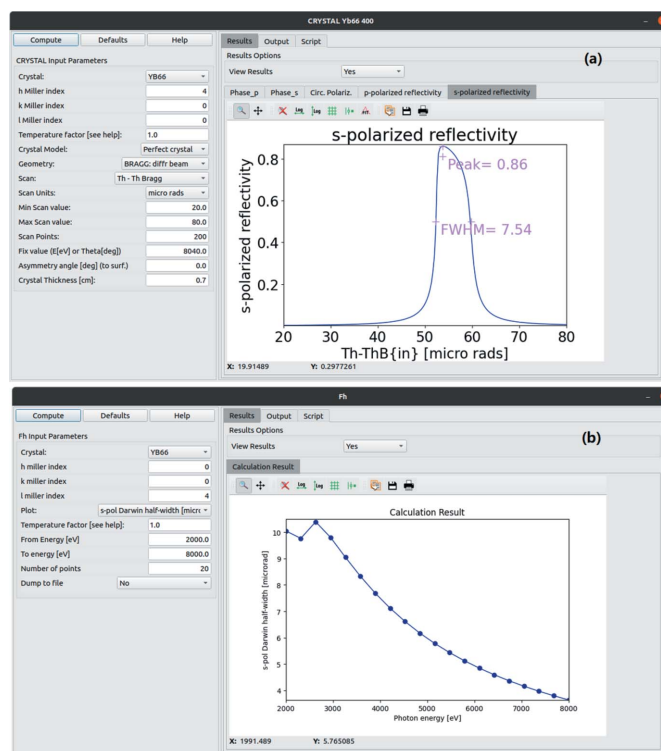 CRYSTAL Yb66 400
Compute Defaults Help
CRYSTAL Input Parameters
Crystal: YB66
h Miller index 4
k Miller index 0
l Miller index 0
Temperature factor [see help]: 1.0
Crystal Model: Perfect crystal
Geometry: BRAGG: diffr beam
Scan: Th - Th Bragg
Scan Units: micro rads
Min Scan value: 20.0
Max Scan value: 80.0
Scan Points: 200
Fix value (E[eV] or Theta[deg]) 8040.0
Asymmetry angle [deg] (to surf.) 0.0
Crystal Thickness [cm]: 0.7
Results Output Script
Results Options
(a)
View Results Yes
Phase_p Phase_s Circ. Polariz. p-polarized reflectivity s-polarized reflectivity
s-polarized reflectivity
s-polarized reflectivity
0.8
0.6
0.4
0.2
Peak= 0.86
FWHM= 7.54
20 30 40 50 60 70 80
Th-ThB{in} [micro rads]
X: 19.91489 Y: 0.2977261
Fh
Compute Defaults Help
Fh Input Parameters
Crystal: YB66
h miller index 0
k miller index 0
l miller index 4
Plot: s-pol Darwin half-width [micr
Temperature factor [see help]: 1.0
From Energy [eV] 2000.0
To energy [eV] 8000.0
Number of points 20
Dump to file No
Results Output Script
Results Options
(b)
View Results Yes
Calculation Result
Calculation Result
s-pol Darwin half-width [microrad]
10
9
8
7
6
5
4
2000 3000 4000 5000 6000 7000 8000
Photon energy [eV]
X: 1991.489 Y: 5.765085